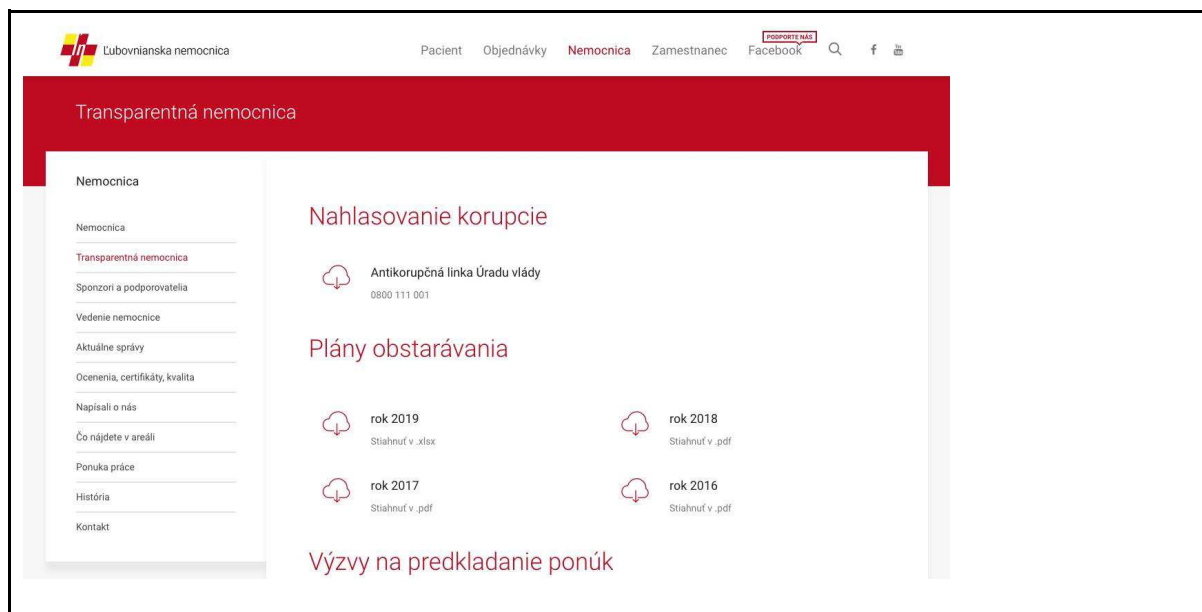 Ľubovnianska nemocnica
Pacient Objednávky Nemocnica Zamestnanec Facebook
PODPORTE NÁS
Transparentná nemocnica
Nemocnica
Nemocnica
Transparentná nemocnica
Sponzori a podporovatelia
Vedenie nemocnice
Aktuálne správy
Ocenenia, certifikáty, kvalita
Napísali o nás
Čo nájdete v areáli
Ponuka práce
História
Kontakt
Nahlasovanie korupcie
Antikorupčná linka Úradu vlády
0800 111 001
Plány obstarávania
rok 2019
Stiahnuť v .xlsx
rok 2018
Stiahnuť v .pdf
rok 2017
Stiahnuť v .pdf
rok 2016
Stiahnuť v .pdf
Výzvy na predkladanie ponúk